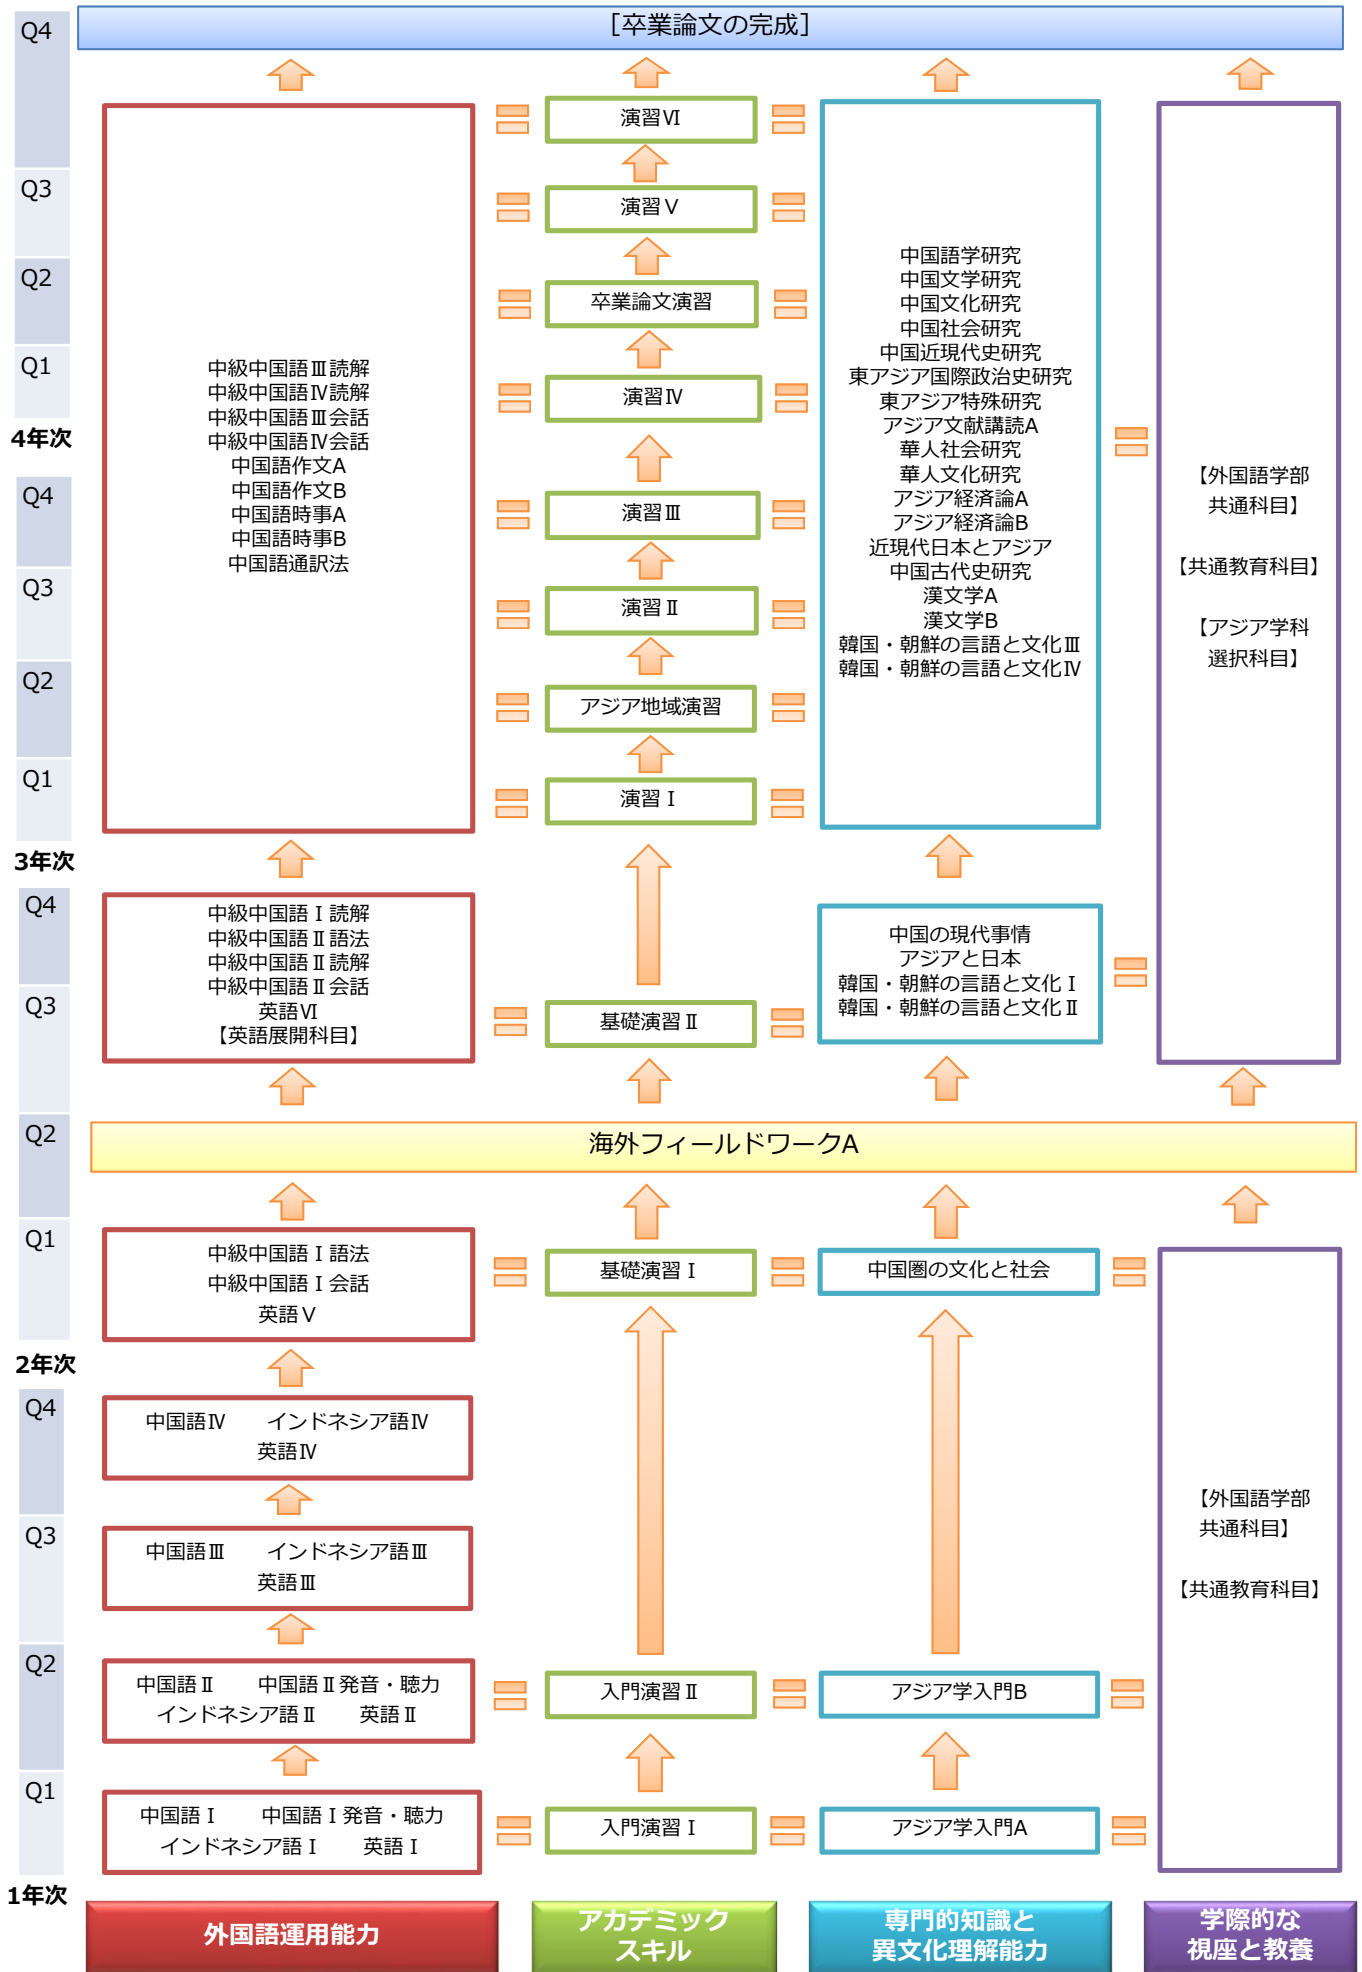 [卒業論文の完成]
Q4
Q3
Q2
Q1
4年次
Q4
Q3
Q2
Q1
3年次
Q4
Q3
Q2
Q1
2年次
Q4
Q3
Q2
Q1
1年次
中級中国語Ⅲ読解
中級中国語Ⅳ読解
中級中国語Ⅲ会話
中級中国語Ⅳ会話
中国語作文A
中国語作文B
中国語時事A
中国語時事B
中国語通訳法
演習Ⅵ
演習Ⅴ
卒業論文演習
演習Ⅳ
演習Ⅲ
演習Ⅱ
アジア地域演習
演習Ⅰ
中国語学研究
中国文学研究
中国文化研究
中国社会研究
中国近現代史研究
東アジア国際政治史研究
東アジア特殊研究
アジア文献講読A
華人社会研究
華人文化研究
アジア経済論A
アジア経済論B
近現代日本とアジア
中国古代史研究
漢文学A
漢文学B
韓国・朝鮮の言語と文化Ⅲ
韓国・朝鮮の言語と文化Ⅳ
【外国語学部
共通科目】
【共通教育科目】
【アジア学科
選択科目】
中級中国語Ⅰ読解
中級中国語Ⅱ語法
中級中国語Ⅱ読解
中級中国語Ⅱ会話
英語Ⅵ
【英語展開科目】
基礎演習Ⅱ
中国の現代事情
アジアと日本
韓国・朝鮮の言語と文化Ⅰ
韓国・朝鮮の言語と文化Ⅱ
海外フィールドワークA
中級中国語Ⅰ語法
中級中国語Ⅰ会話
英語Ⅴ
基礎演習Ⅰ
中国圏の文化と社会
中国語Ⅳ　インドネシア語Ⅳ
英語Ⅳ
中国語Ⅲ　インドネシア語Ⅲ
英語Ⅲ
【外国語学部
共通科目】
【共通教育科目】
中国語Ⅱ　中国語Ⅱ発音・聴力
インドネシア語Ⅱ　英語Ⅱ
入門演習Ⅱ
アジア学入門B
中国語Ⅰ　中国語Ⅰ発音・聴力
インドネシア語Ⅰ　英語Ⅰ
入門演習Ⅰ
アジア学入門A
外国語運用能力
アカデミック
スキル
専門的知識と
異文化理解能力
学際的な
視座と教養